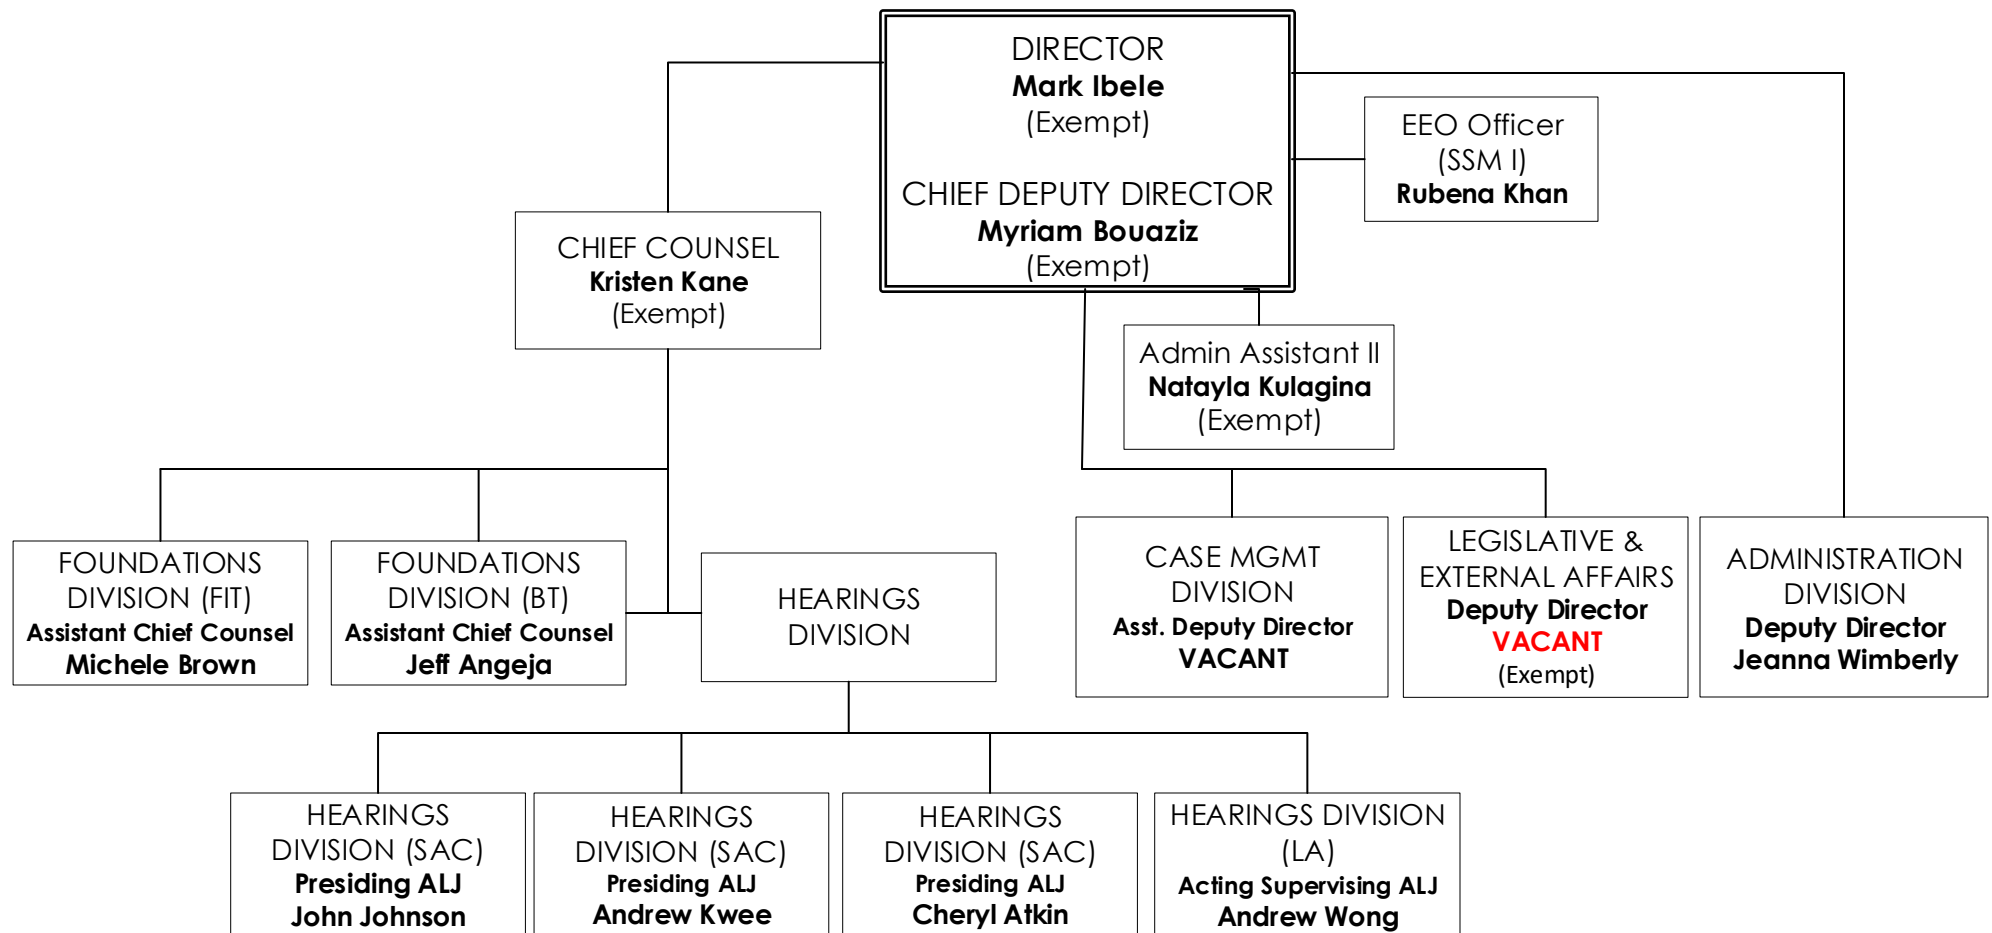 DIRECTOR
Mark Ibele
(Exempt)
CHIEF DEPUTY DIRECTOR
Myriam Bouaziz
(Exempt)
EEO Officer
(SSM I)
Rubena Khan
CHIEF COUNSEL
Kristen Kane
(Exempt)
Admin Assistant II
Natayla Kulagina
(Exempt)
FOUNDATIONS
DIVISION (FIT)
Assistant Chief Counsel
Michele Brown
FOUNDATIONS
DIVISION (BT)
Assistant Chief Counsel
Jeff Angeja
HEARINGS
DIVISION
CASE MGMT
DIVISION
Asst. Deputy Director
VACANT
LEGISLATIVE &
EXTERNAL AFFAIRS
Deputy Director
VACANT
(Exempt)
ADMINISTRATION
DIVISION
Deputy Director
Jeanna Wimberly
HEARINGS
DIVISION (SAC)
Presiding ALJ
John Johnson
HEARINGS
DIVISION (SAC)
Presiding ALJ
Andrew Kwee
HEARINGS
DIVISION (SAC)
Presiding ALJ
Cheryl Atkin
HEARINGS DIVISION
(LA)
Acting Supervising ALJ
Andrew Wong